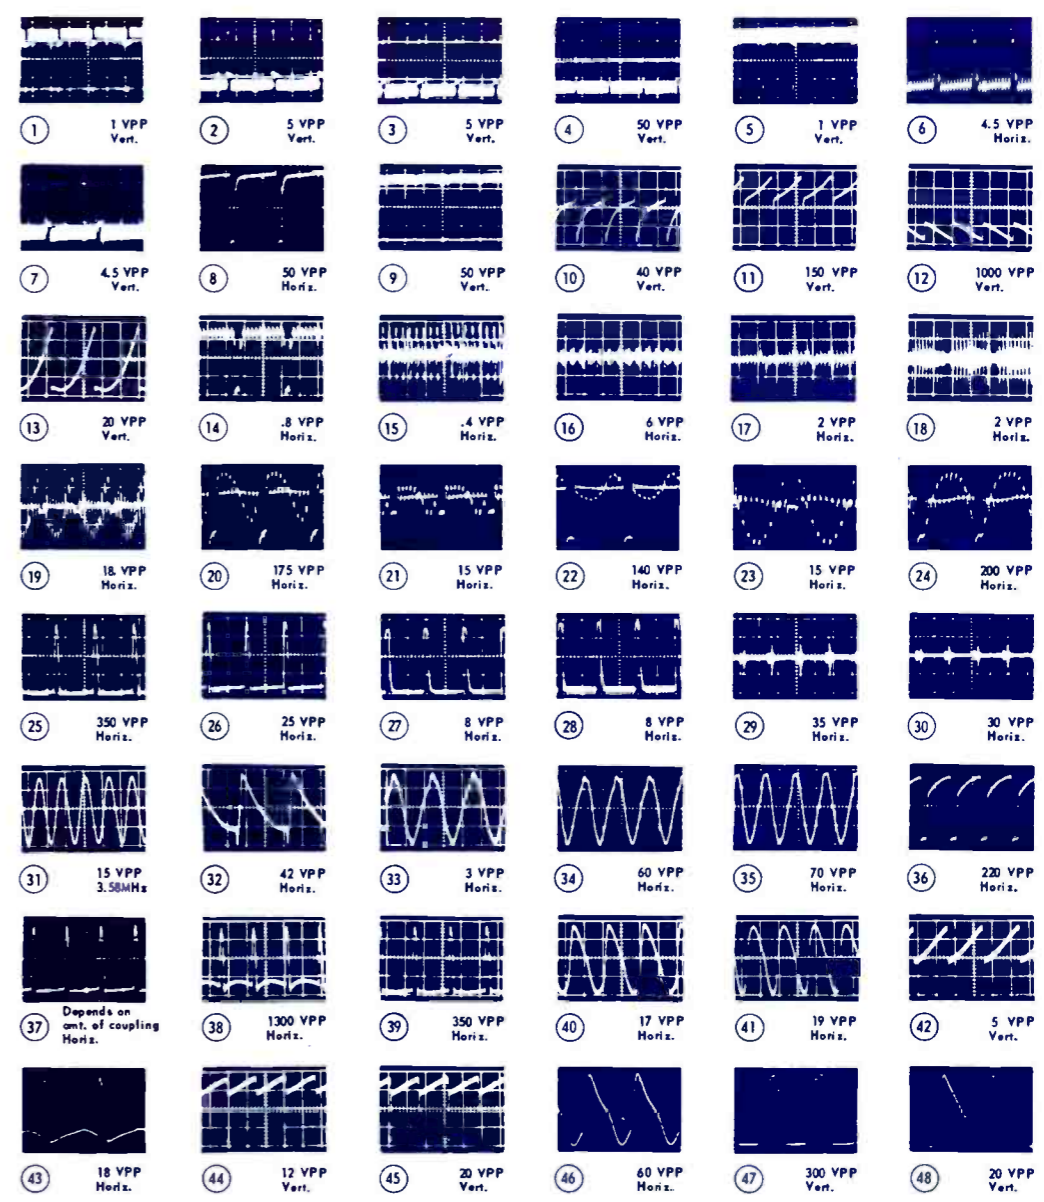 1 1 VPP
Vert.
2 5 VPP
Vert.
3 5 VPP
Vert.
4 50 VPP
Vert.
5 1 VPP
Vert.
6 4.5 VPP
Horiz.
7 4.5 VPP
Vert.
8 50 VPP
Horiz.
9 50 VPP
Vert.
10 40 VPP
Vert.
11 150 VPP
Vert.
12 1000 VPP
Vert.
13 20 VPP
Vert.
14 .8 VPP
Horiz.
15 .4 VPP
Horiz.
16 6 VPP
Horiz.
17 2 VPP
Horiz.
18 2 VPP
Horiz.
19 18 VPP
Horiz.
20 175 VPP
Horiz.
21 15 VPP
Horiz.
22 140 VPP
Horiz.
23 15 VPP
Horiz.
24 200 VPP
Horiz.
25 350 VPP
Horiz.
26 25 VPP
Horiz.
27 8 VPP
Horiz.
28 8 VPP
Horiz.
29 35 VPP
Horiz.
30 30 VPP
Horiz.
31 15 VPP
3.58MHz
32 42 VPP
Horiz.
33 3 VPP
Horiz.
34 60 VPP
Horiz.
35 70 VPP
Horiz.
36 220 VPP
Horiz.
37 Depends on
amt. of coupling
Horiz.
38 1300 VPP
Horiz.
39 350 VPP
Horiz.
40 17 VPP
Horiz.
41 19 VPP
Horiz.
42 5 VPP
Vert.
43 18 VPP
Horiz.
44 12 VPP
Vert.
45 20 VPP
Vert.
46 60 VPP
Horiz.
47 300 VPP
Vert.
48 20 VPP
Vert.